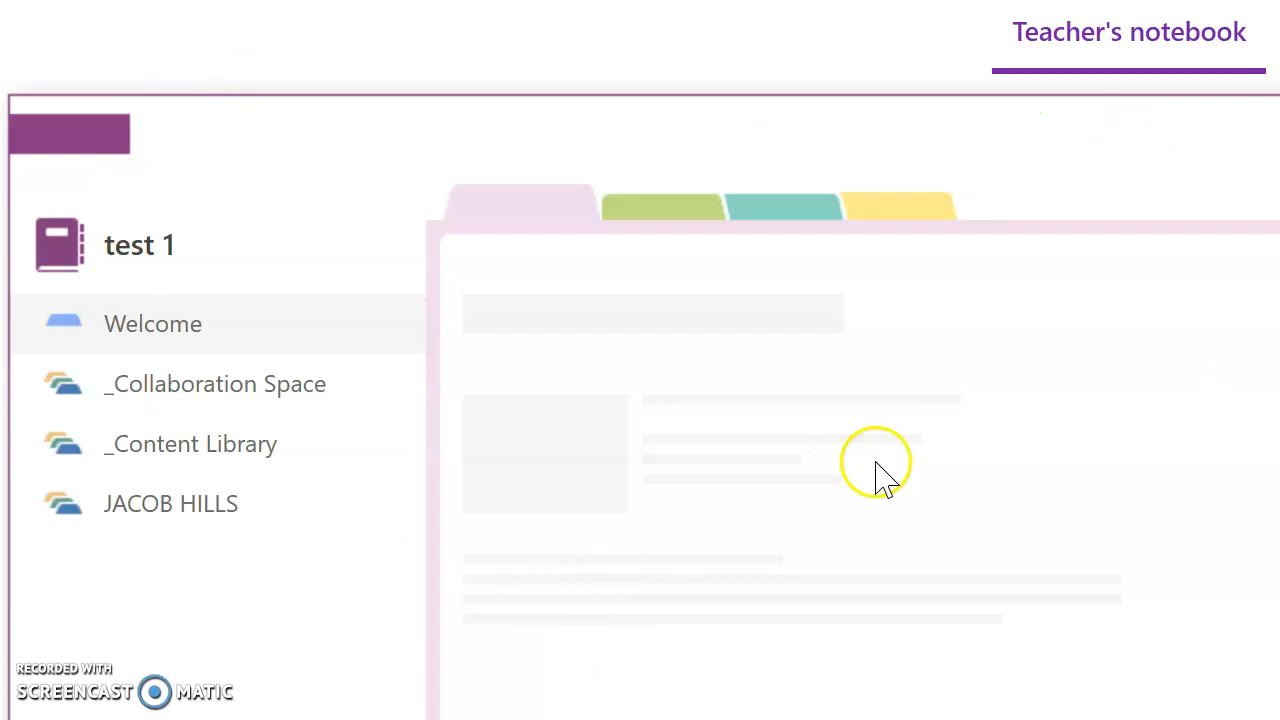 Teacher's notebook
test 1
Welcome
_Collaboration Space
_Content Library
JACOB HILLS
RECORDED WITH
SCREENCAST MATIC